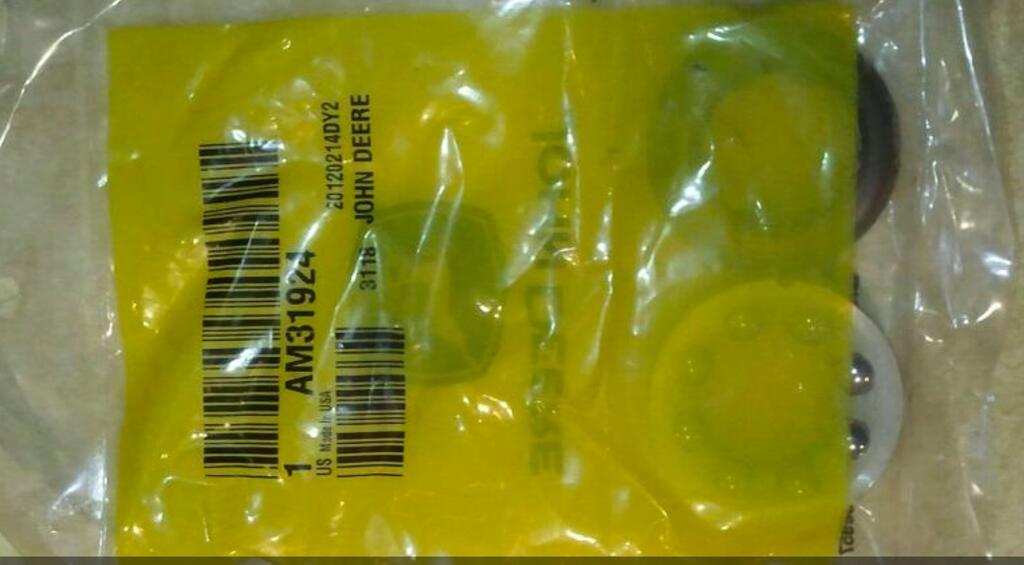 20120214DY2
1 AM31924 3118 JOHN DEERE
US Made In USA
JOHN DEERE